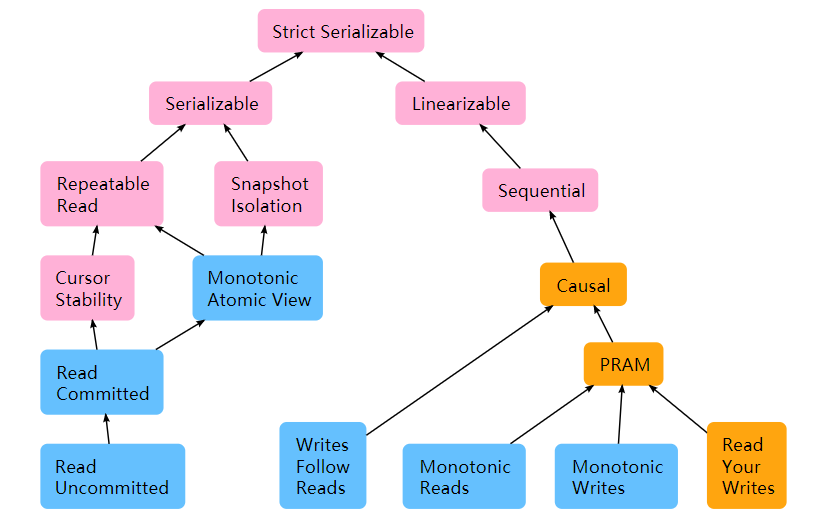 Strict Serializable
Serializable
Linearizable
Repeatable
Read
Snapshot
Isolation
Sequential
Cursor
Stability
Monotonic
Atomic View
Causal
Read
Committed
PRAM
Read
Uncommitted
Writes
Follow
Reads
Monotonic
Reads
Monotonic
Writes
Read
Your
Writes